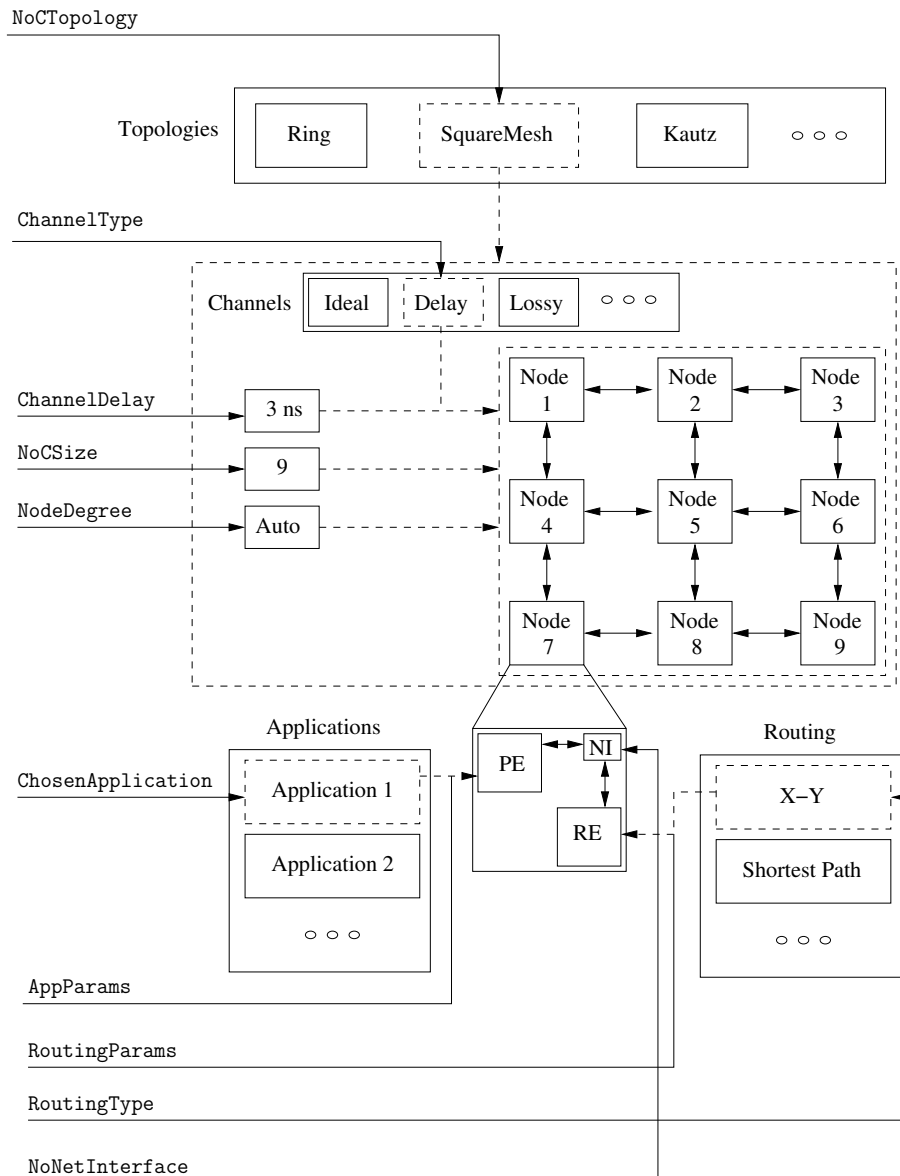 NoCTopology
Topologies
Ring
SquareMesh
Kautz
ChannelType
Channels
Ideal
Delay
Lossy
ChannelDelay
3 ns
NoCSize
9
NodeDegree
Auto
Node
1
Node
2
Node
3
Node
4
Node
5
Node
6
Node
7
Node
8
Node
9
Applications
ChosenApplication
Application 1
Application 2
PE
NI
RE
Routing
X−Y
Shortest Path
AppParams
RoutingParams
RoutingType
NoNetInterface